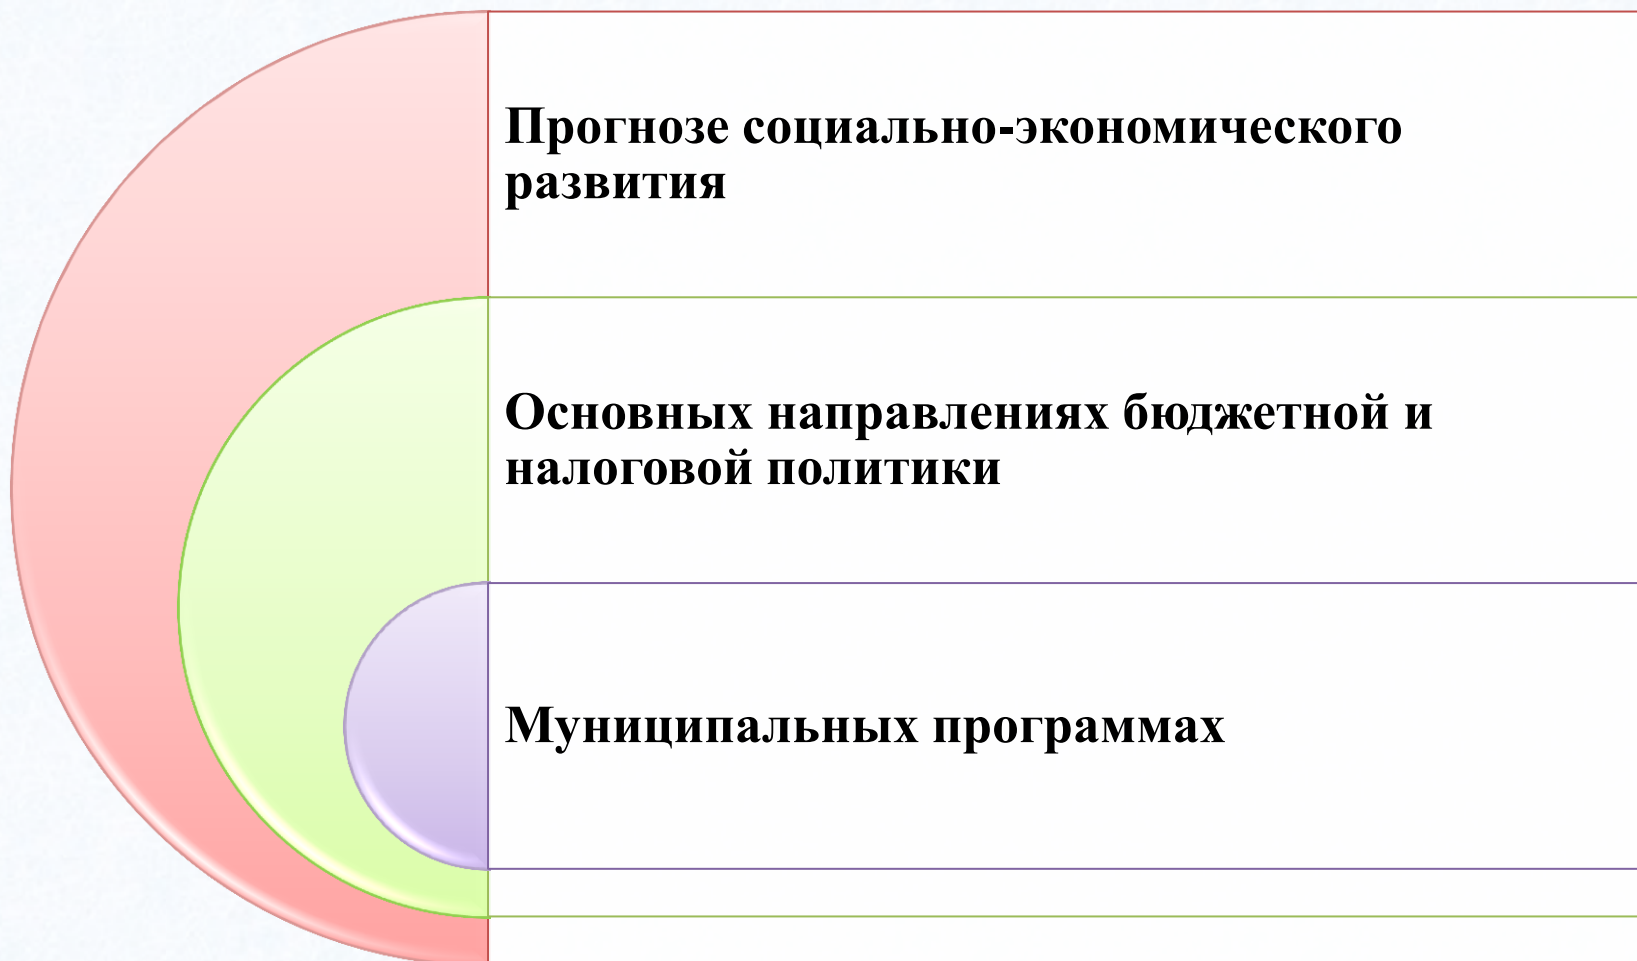 Прогнозе социально-экономического
развития
Основных направлениях бюджетной и
налоговой политики
Муниципальных программах